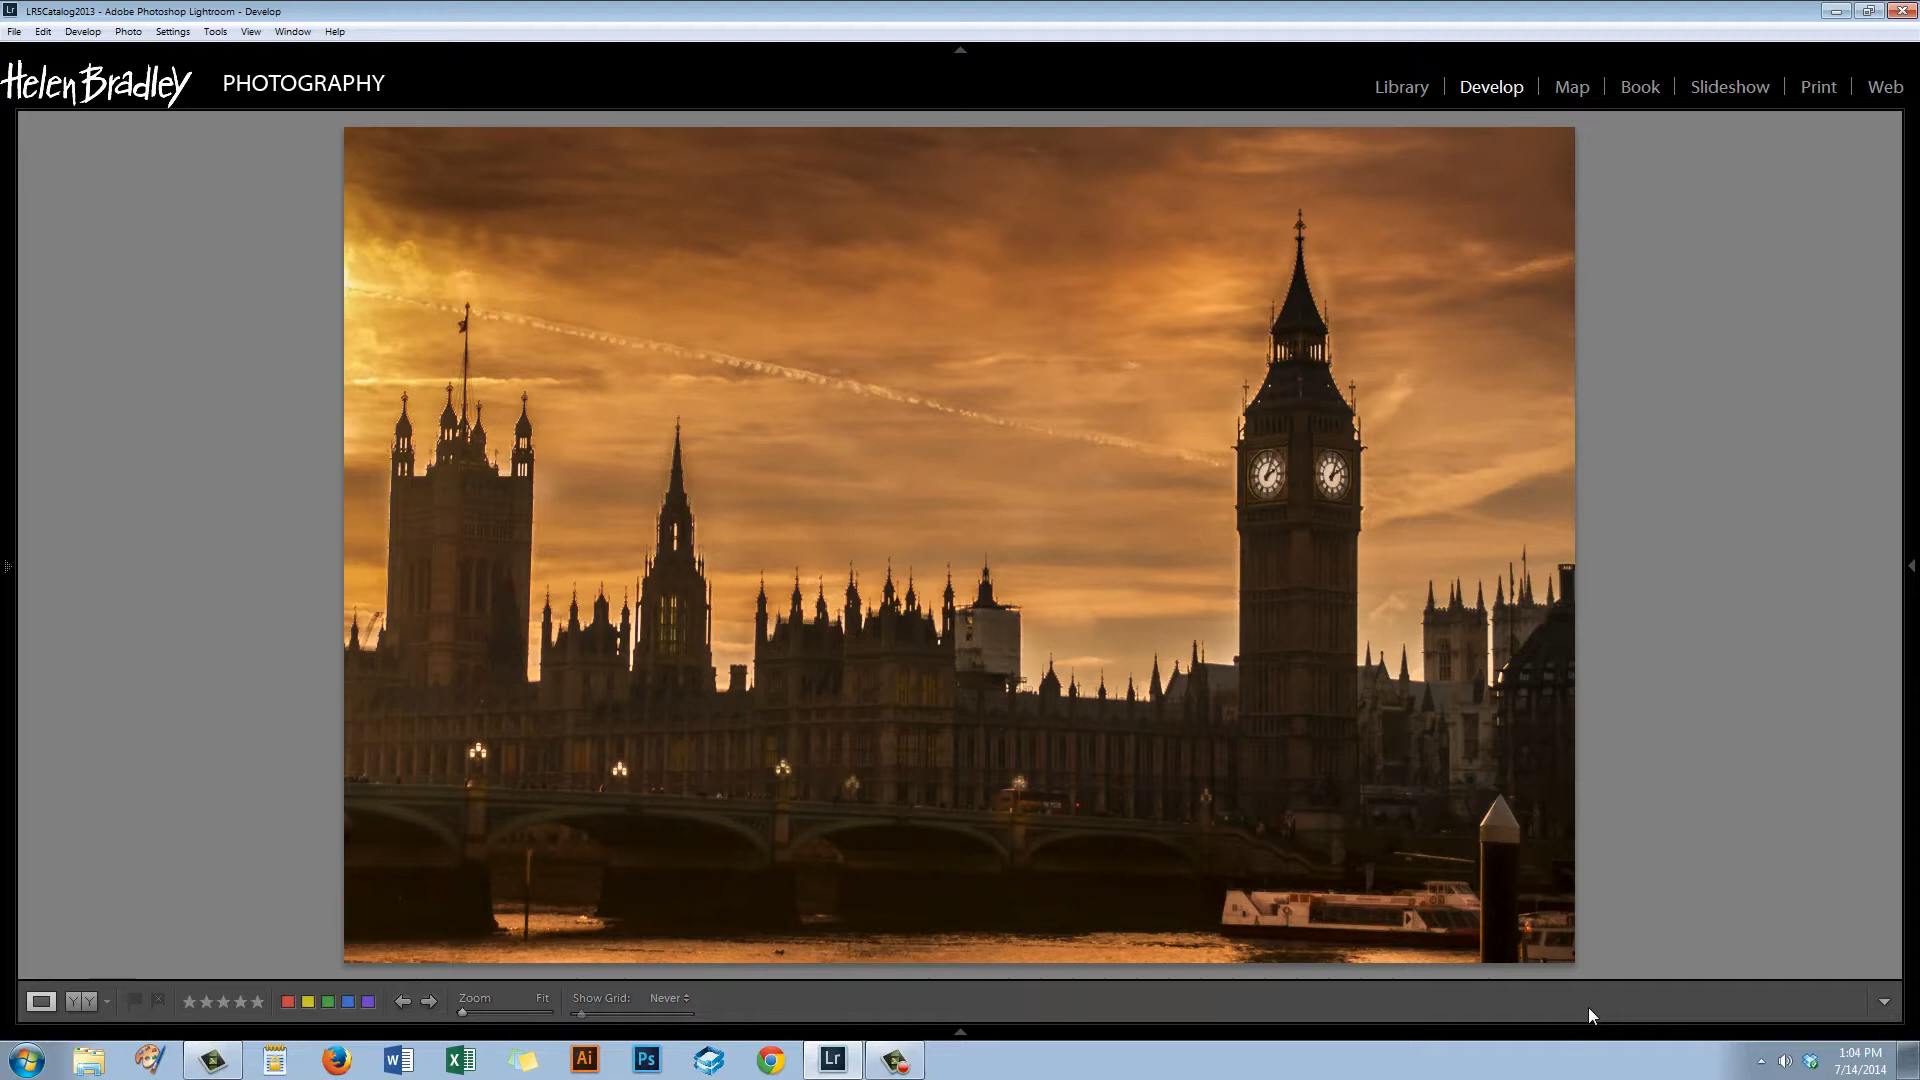 LR5Catalog2013 - Adobe Photoshop Lightroom - Develop
File Edit Develop Photo Settings Tools View Window Help
Helen Bradley PHOTOGRAPHY
Library Develop Map Book Slideshow Print Web
YY Zoom Fit Show Grid: Never
W X Ai Ps Lr
1:04 PM
7/14/2014